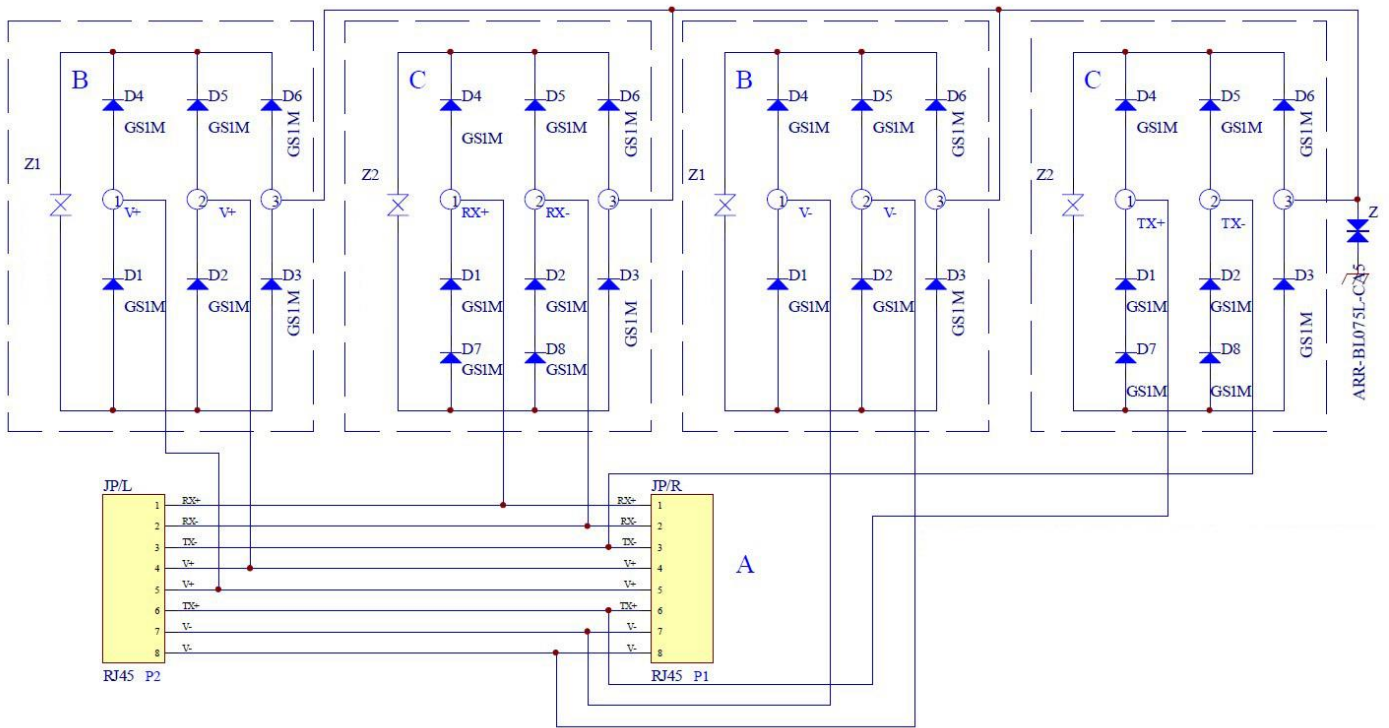 B
D4
D5
D6
GS1M
GS1M
GS1M
Z1
1
2
3
V+
V+
D1
D2
D3
GS1M
GS1M
GS1M
C
D4
D5
D6
GS1M
GS1M
GS1M
Z2
1
2
3
RX+
RX-
D1
D2
D3
GS1M
GS1M
GS1M
D7
D8
GS1M
GS1M
B
D4
D5
D6
GS1M
GS1M
GS1M
Z1
1
2
3
V-
V-
D1
D2
D3
GS1M
GS1M
GS1M
C
D4
D5
D6
GS1M
GS1M
GS1M
Z2
1
2
3
TX+
TX-
D1
D2
D3
GS1M
GS1M
GS1M
D7
D8
GS1M
GS1M
Z
ARR-BL075L-CA5
JP/L
1 RX+
2 RX-
3 TX-
4 V+
5 V+
6 TX+
7 V-
8 V-
RJ45 P2
JP/R
RX+ 1
RX- 2
TX- 3
V+ 4
V+ 5
TX+ 6
V- 7
V- 8
RJ45 P1
A